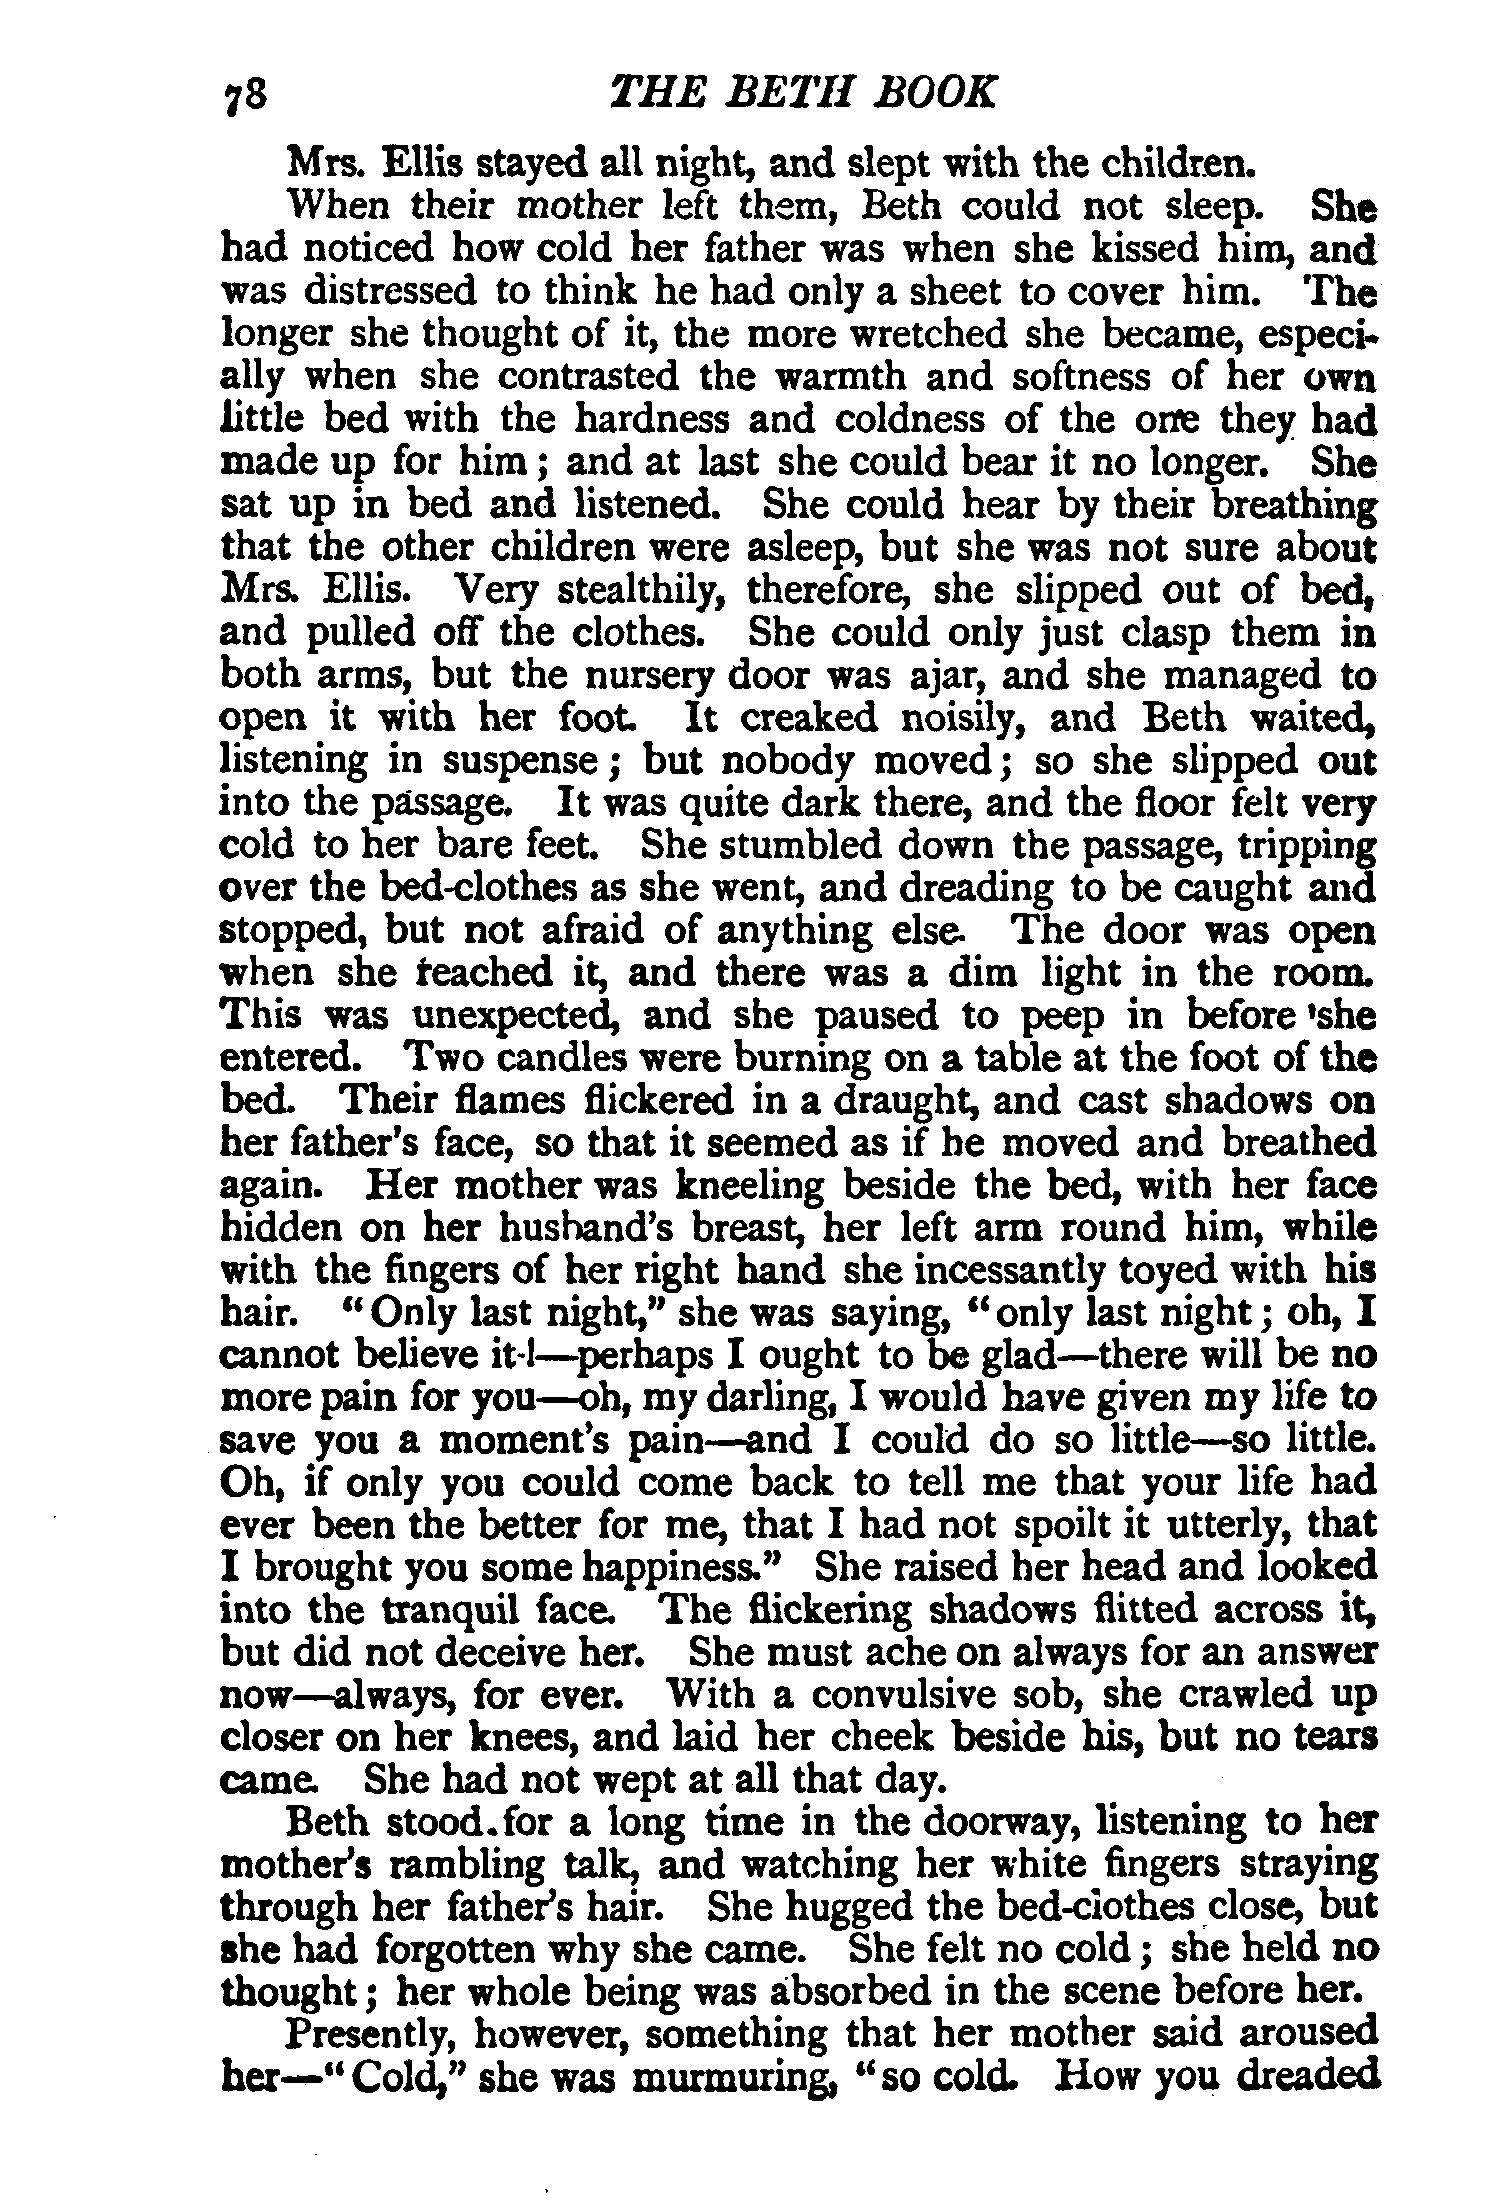 78 THE BETH BOOK
Mrs. Ellis stayed all night, and slept with the children.
When their mother left them, Beth could not sleep. She
had noticed how cold her father was when she kissed him, and
was distressed to think he had only a sheet to cover him. The
longer she thought of it, the more wretched she became, especi-
ally when she contrasted the warmth and softness of her own
little bed with the hardness and coldness of the one they had
made up for him; and at last she could bear it no longer. She
sat up in bed and listened. She could hear by their breathing
that the other children were asleep, but she was not sure about
Mrs. Ellis. Very stealthily, therefore, she slipped out of bed,
and pulled off the clothes. She could only just clasp them in
both arms, but the nursery door was ajar, and she managed to
open it with her foot. It creaked noisily, and Beth waited,
listening in suspense; but nobody moved; so she slipped out
into the passage. It was quite dark there, and the floor felt very
cold to her bare feet. She stumbled down the passage, tripping
over the bed-clothes as she went, and dreading to be caught and
stopped, but not afraid of anything else. The door was open
when she reached it, and there was a dim light in the room.
This was unexpected, and she paused to peep in before she
entered. Two candles were burning on a table at the foot of the
bed. Their flames flickered in a draught, and cast shadows on
her father's face, so that it seemed as if he moved and breathed
again. Her mother was kneeling beside the bed, with her face
hidden on her husband's breast, her left arm round him, while
with the fingers of her right hand she incessantly toyed with his
hair. "Only last night," she was saying, "only last night; oh, I
cannot believe it!—perhaps I ought to be glad—there will be no
more pain for you—oh, my darling, I would have given my life to
save you a moment's pain—and I could do so little—so little.
Oh, if only you could come back to tell me that your life had
ever been the better for me, that I had not spoilt it utterly, that
I brought you some happiness." She raised her head and looked
into the tranquil face. The flickering shadows flitted across it,
but did not deceive her. She must ache on always for an answer
now—always, for ever. With a convulsive sob, she crawled up
closer on her knees, and laid her cheek beside his, but no tears
came. She had not wept at all that day.
Beth stood for a long time in the doorway, listening to her
mother's rambling talk, and watching her white fingers straying
through her father's hair. She hugged the bed-clothes close, but
she had forgotten why she came. She felt no cold; she held no
thought; her whole being was absorbed in the scene before her.
Presently, however, something that her mother said aroused
her—"Cold," she was murmuring, "so cold. How you dreaded